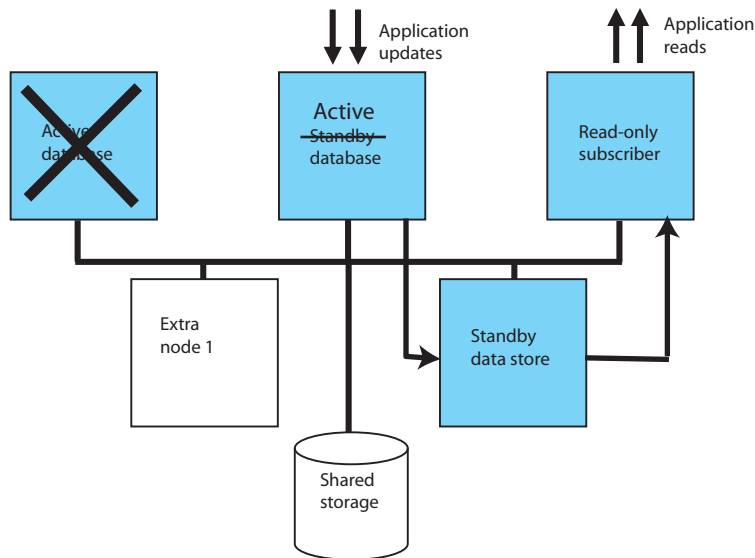 Application
updates
Application
reads
Active
database
Active
Standby
database
Read-only
subscriber
Extra
node 1
Standby
data store
Shared
storage